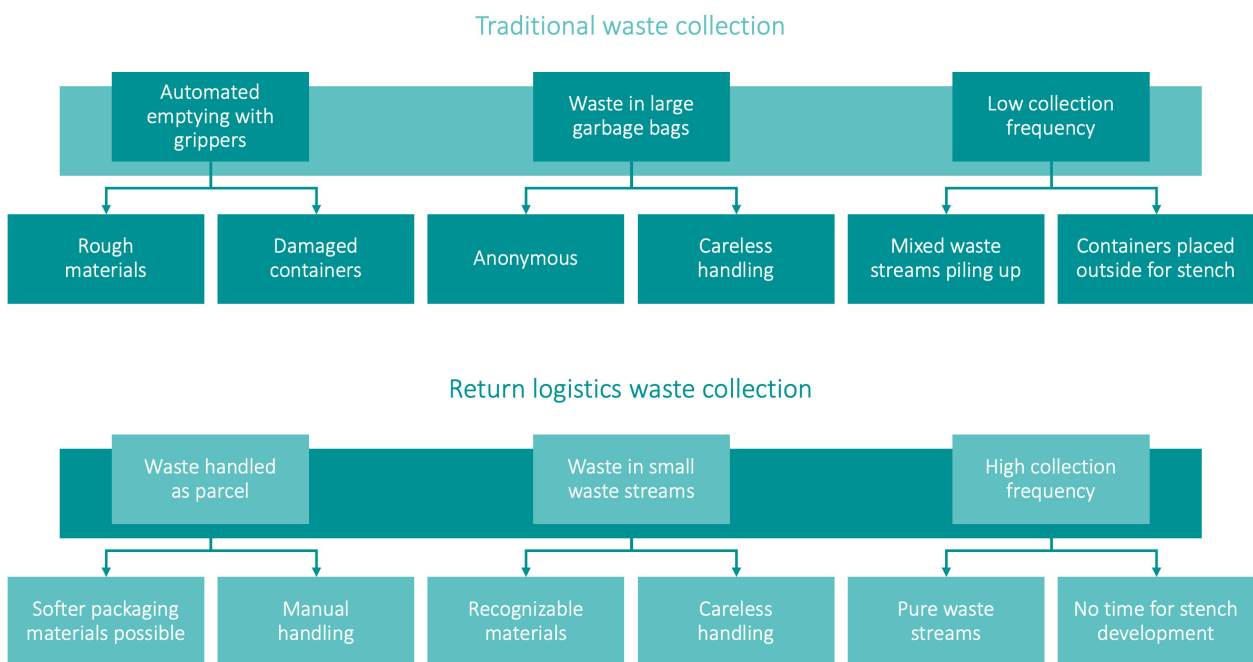 Traditional waste collection
Automated
emptying with
grippers
Waste in large
garbage bags
Low collection
frequency
Rough
materials
Damaged
containers
Anonymous
Careless
handling
Mixed waste
streams piling up
Containers placed
outside for stench
Return logistics waste collection
Waste handled
as parcel
Waste in small
waste streams
High collection
frequency
Softer packaging
materials possible
Manual
handling
Recognizable
materials
Careless
handling
Pure waste
streams
No time for stench
development